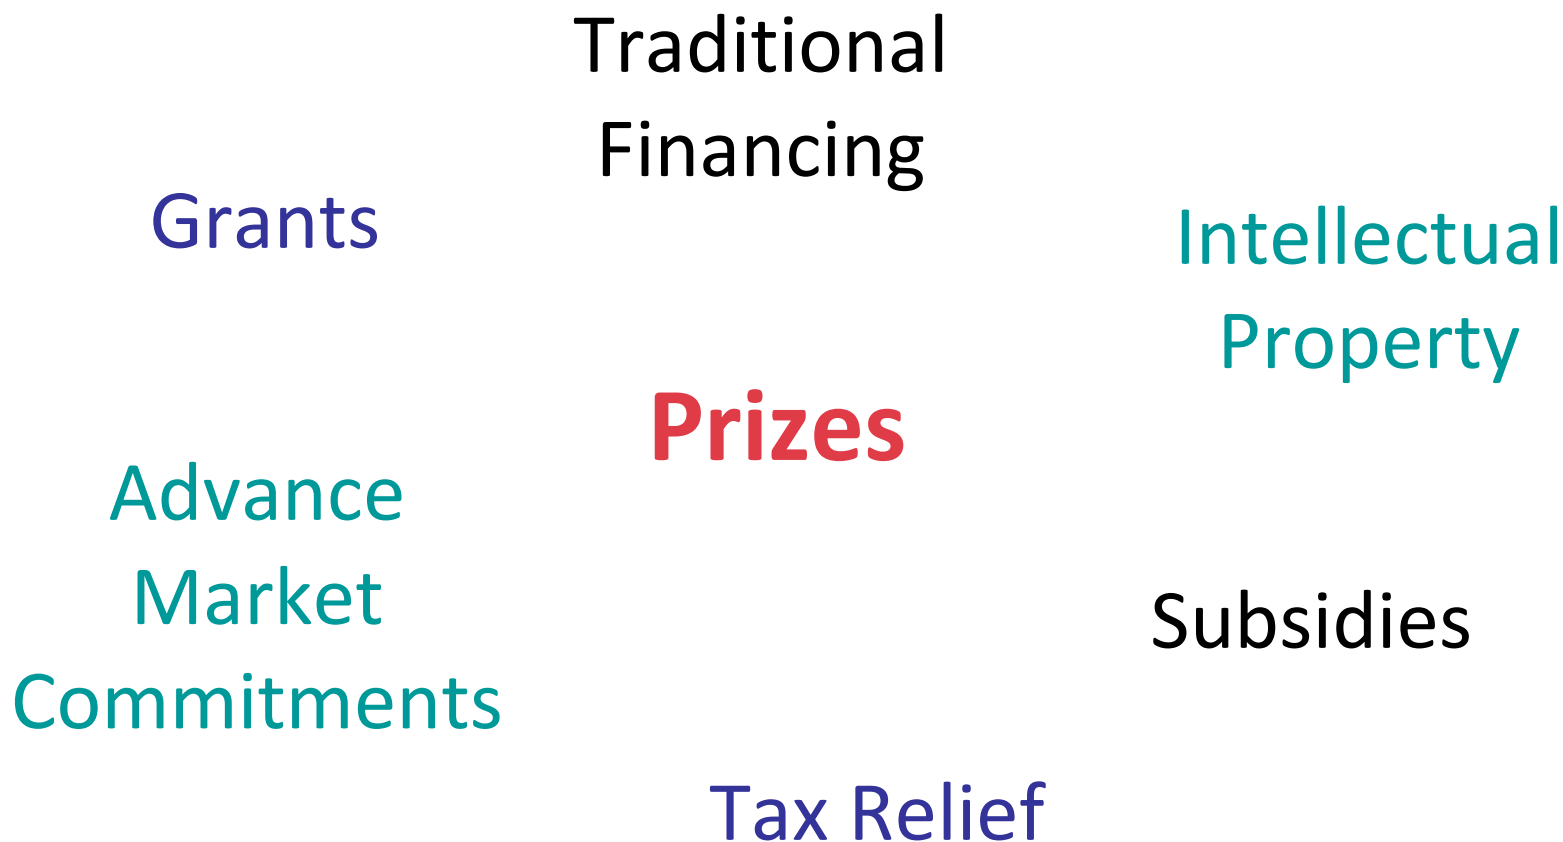 Traditional
Financing
Grants
Intellectual
Property
Prizes
Advance
Market
Commitments
Subsidies
Tax Relief